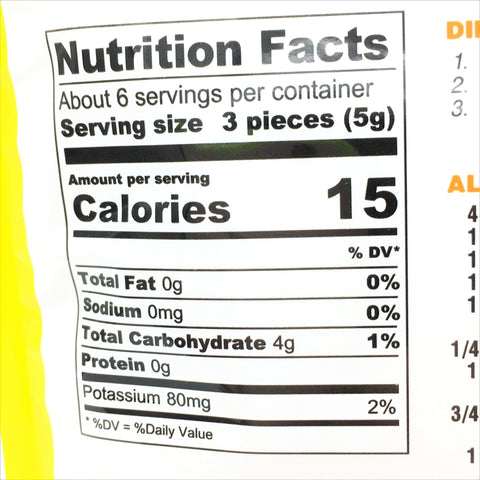 Nutrition Facts
About 6 servings per container
Serving size 3 pieces (5g)
Amount per serving
Calories 15
% DV*
Total Fat 0g 0%
Sodium 0mg 0%
Total Carbohydrate 4g 1%
Protein 0g
Potassium 80mg 2%
* %DV = %Daily Value
1.
2.
3.
4
1
1
1
1
1/4
1
3/4
1